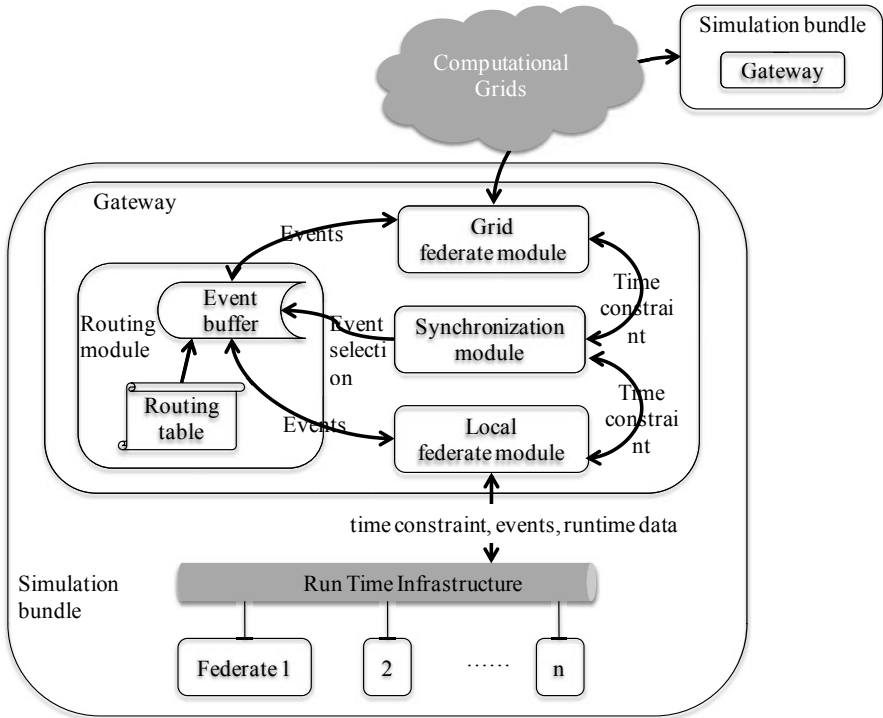 Simulation bundle
Gateway
Computational
Grids
Gateway
Grid
federate module
Events
Time
constrai
nt
Event
buffer
Routing
module
Event
selecti
on
Synchronization
module
Routing
table
Events
Time
constrai
nt
Local
federate module
time constraint, events, runtime data
Simulation
bundle
Run Time Infrastructure
Federate 1
2
......
n